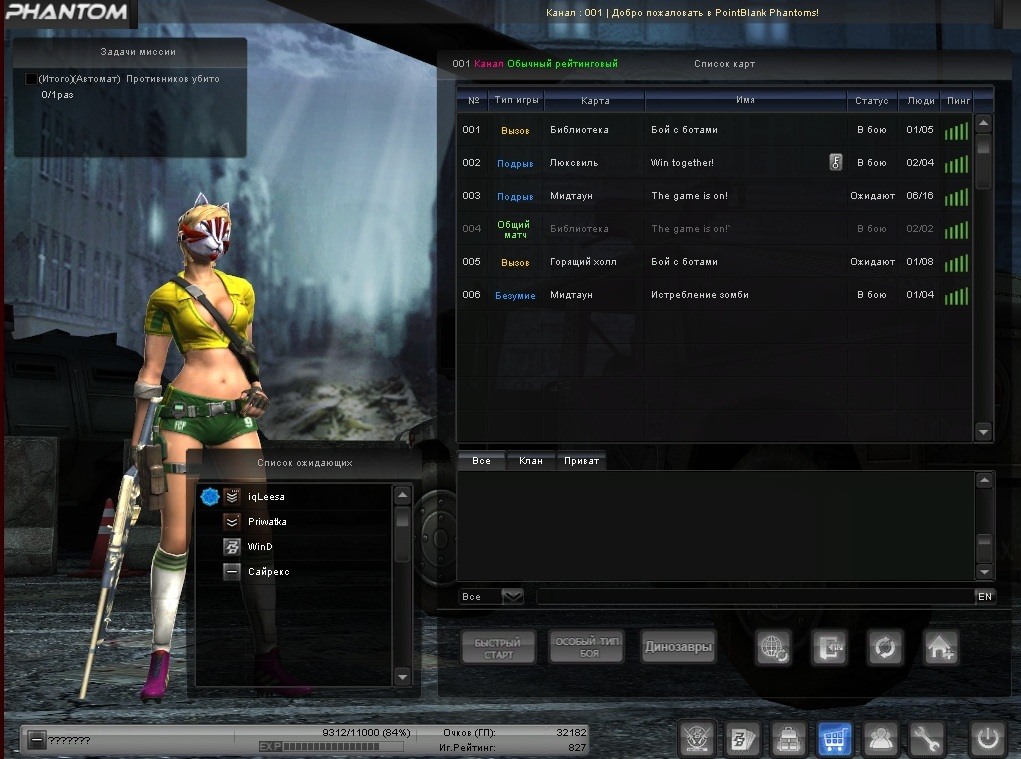 PHANTOM
Канал : 001 | Добро пожаловать в PointBlank Phantoms!
Задачи миссии
(Итого)(Автомат) Противников убито
0/1раз
001 Канал Обычный рейтинговый
Список карт
№ Тип игры Карта Имя Статус Люди Пинг
001 Вызов Библиотека Бой с ботами В бою 01/05
002 Подрыв Люксвиль Win together! В бою 02/04
003 Подрыв Мидтаун The game is on! Ожидают 06/16
004 Общий матч Библиотека The game is on!` В бою 02/02
005 Вызов Горящий холл Бой с ботами Ожидают 01/08
006 Безумие Мидтаун Истребление зомби В бою 01/04
Список ожидающих
iqLeesa
Priwatka
WinD
Сайрекс
Все Клан Приват
Все
EN
БЫСТРЫЙ СТАРТ
ОСОБЫЙ ТИП БОЯ
Динозавры
???????
9312/11000 (84%)
EXP
Очков (ГП): 32182
Иг.Рейтинг: 827